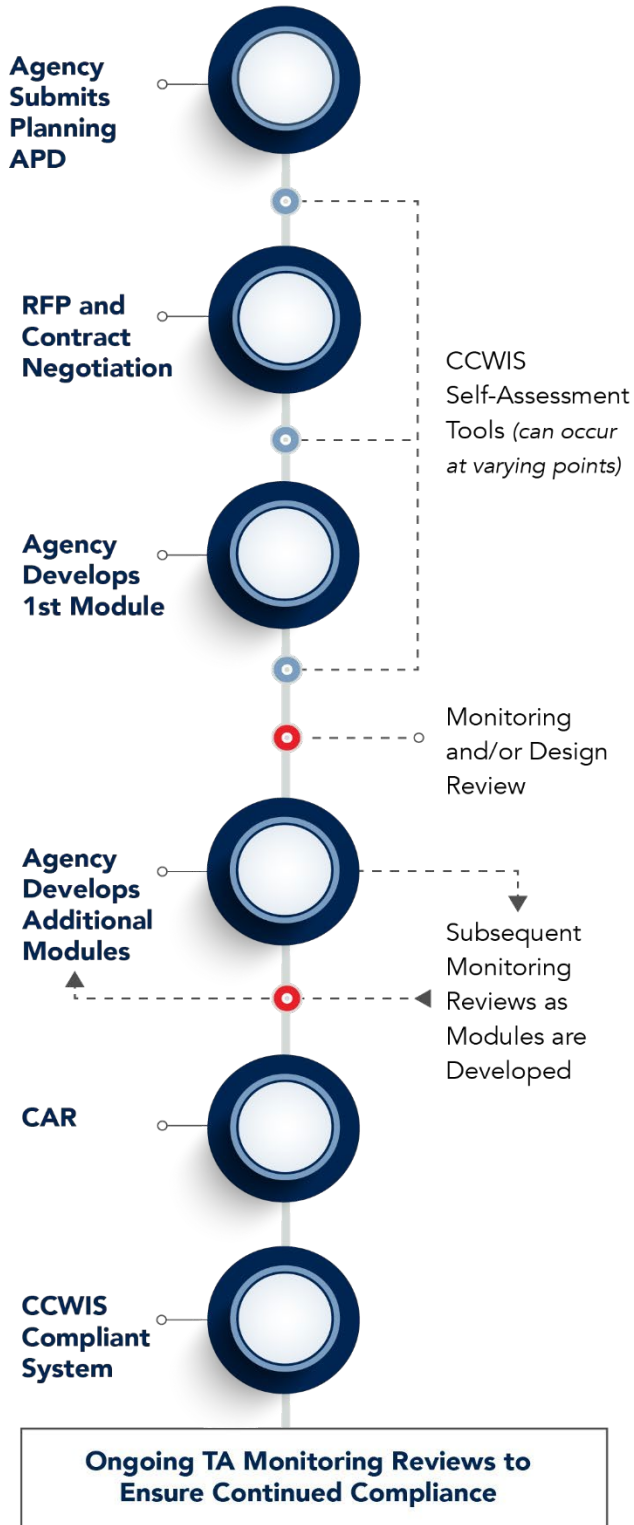 Agency
Submits
Planning
APD
RFP and
Contract
Negotiation
CCWIS
Self-Assessment
Tools (can occur
at varying points)
Agency
Develops
1st Module
Monitoring
and/or Design
Review
Agency
Develops
Additional
Modules
Subsequent
Monitoring
Reviews as
Modules are
Developed
CAR
CCWIS
Compliant
System
Ongoing TA Monitoring Reviews to
Ensure Continued Compliance